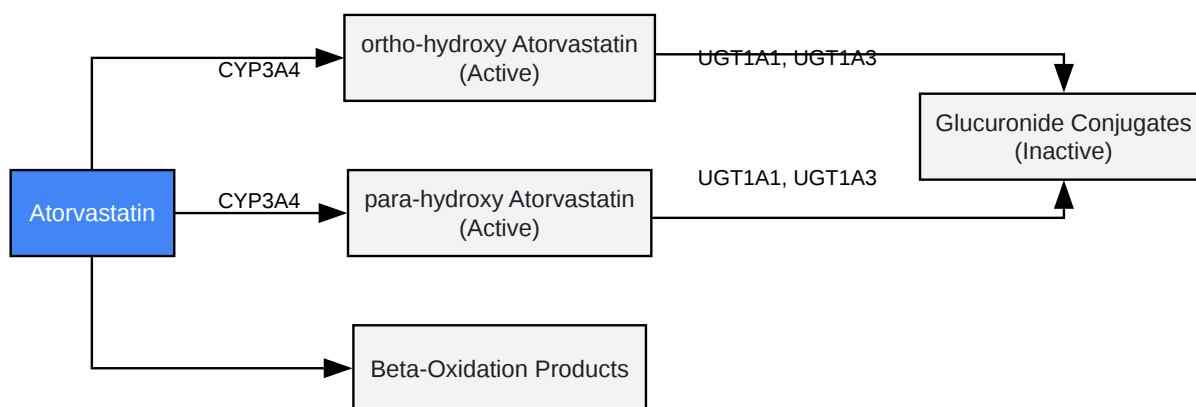 ortho-hydroxy Atorvastatin
(Active)
CYP3A4
UGT1A1, UGT1A3
Glucuronide Conjugates
(Inactive)
Atorvastatin
CYP3A4
para-hydroxy Atorvastatin
(Active)
UGT1A1, UGT1A3
Beta-Oxidation Products